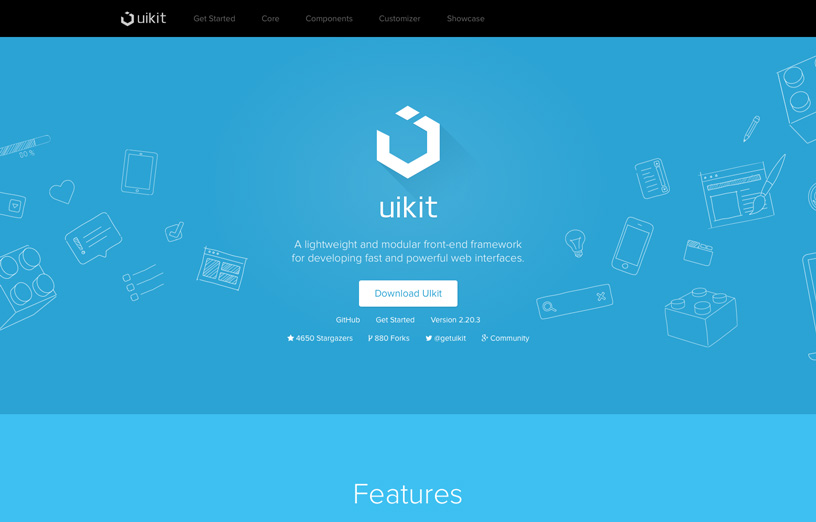 uikit Get Started Core Components Customizer Showcase
80 %
uikit
A lightweight and modular front-end framework
for developing fast and powerful web interfaces.
Download UIkit
GitHub Get Started Version 2.20.3
4650 Stargazers 880 Forks @getuikit Community
Features